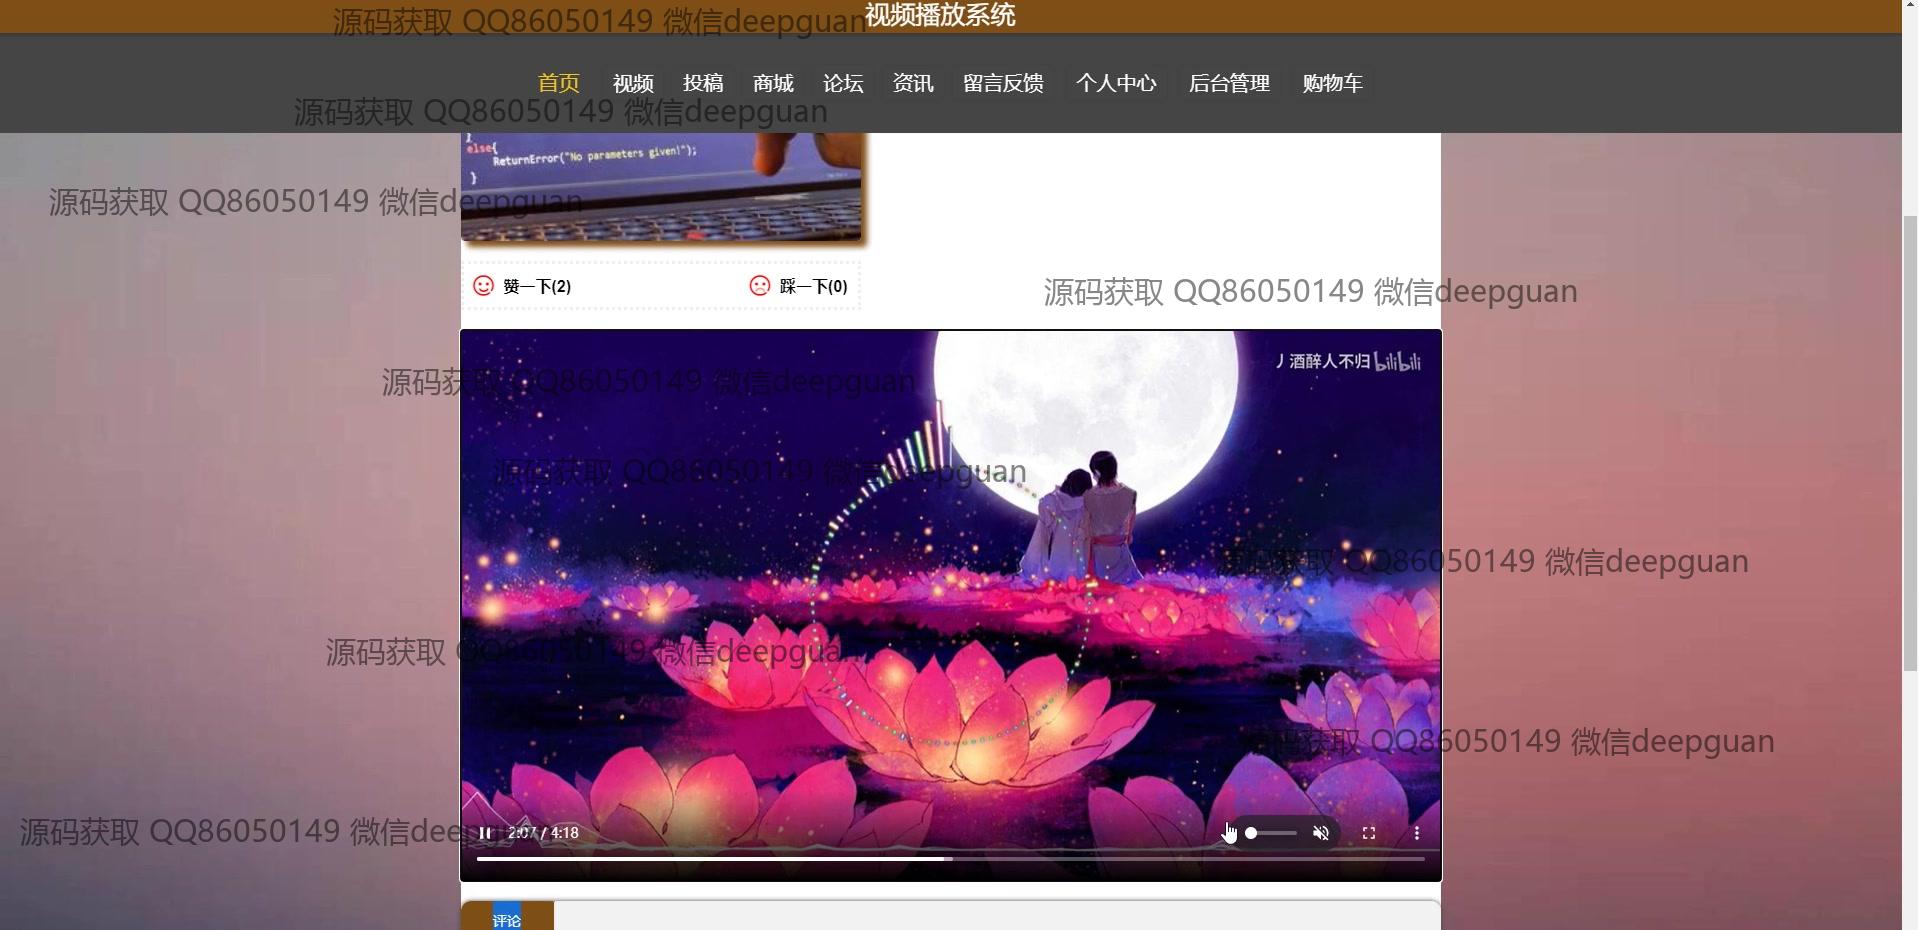 视频播放系统
源码获取 QQ86050149 微信deepguan
首页 视频 投稿 商城 论坛 资讯 留言反馈 个人中心 后台管理 购物车
源码获取 QQ86050149 微信deepguan
}
else{
ReturnError("No parameters given!");
}
源码获取 QQ86050149 微信deepguan
赞一下(2) 踩一下(0)
源码获取 QQ86050149 微信deepguan
丿酒醉人不归 bilibili
源码获取 QQ86050149 微信deepguan
源码获取 QQ86050149 微信deepguan
源码获取 QQ86050149 微信deepguan
源码获取 QQ86050149 微信deepguan
源码获取 QQ86050149 微信deepguan
源码获取 QQ86050149 微信deepguan
2:07 / 4:18
评论